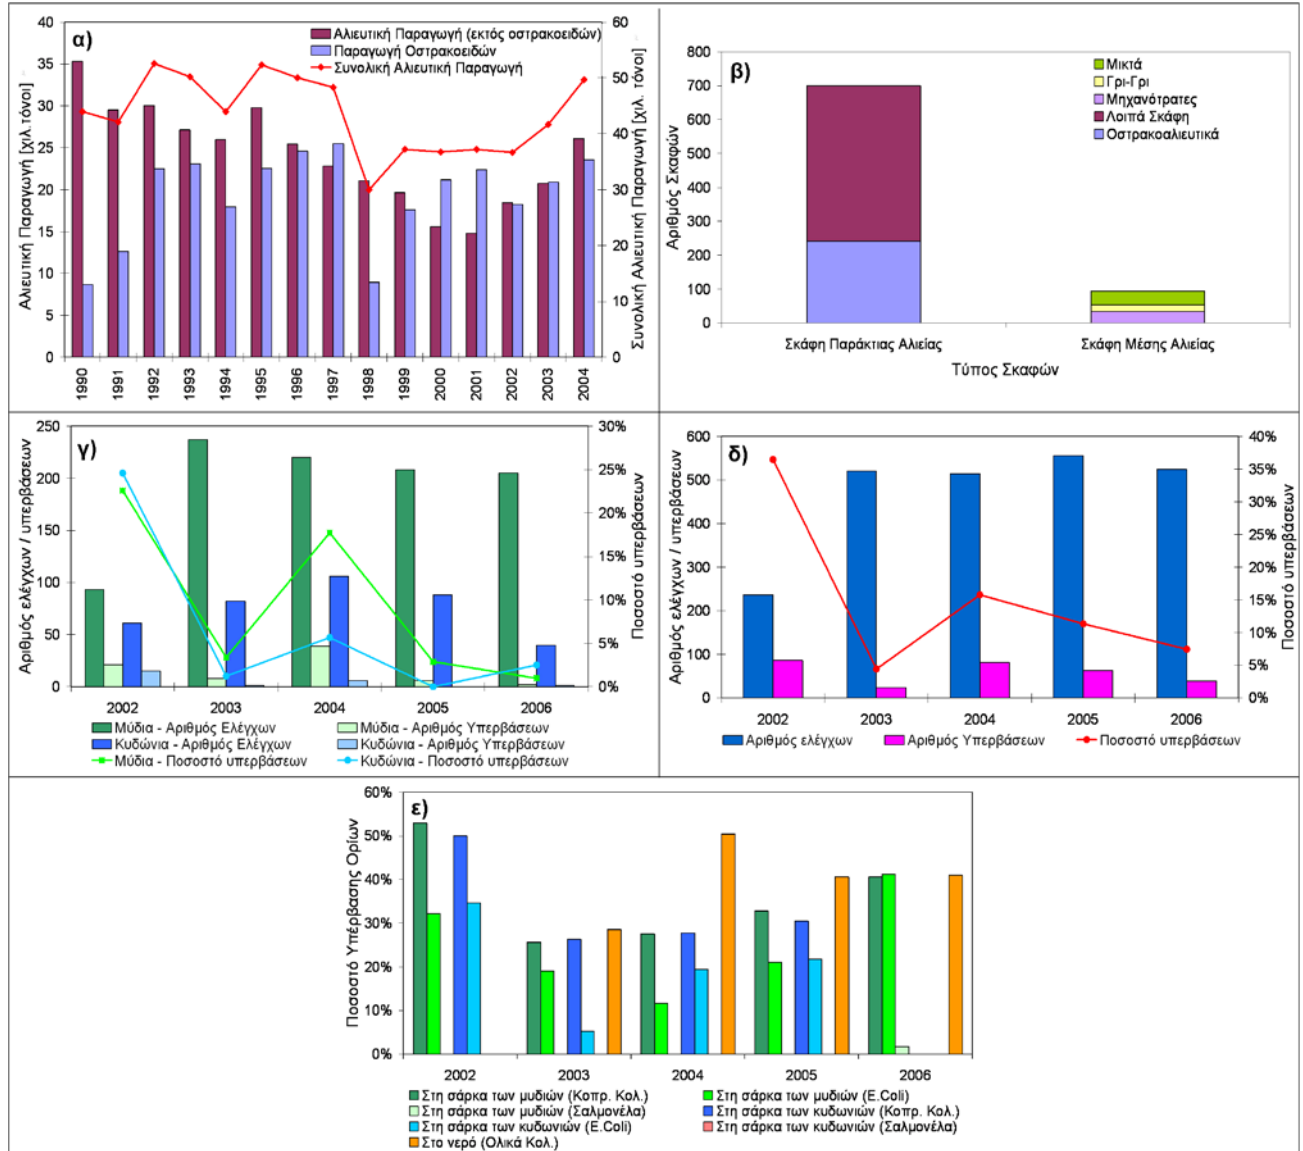 α)
Αλιευτική Παραγωγή (εκτός οστρακοειδών)
Παραγωγή Οστρακοειδών
Συνολική Αλιευτική Παραγωγή
Αλιευτική Παραγωγή [χιλ. τόνοι]
40
35
30
25
20
15
10
5
0
60
50
40
30
20
10
0
Συνολική Αλιευτική Παραγωγή [χιλ. τόνοι]
1990 1991 1992 1993 1994 1995 1996 1997 1998 1999 2000 2001 2002 2003 2004
β)
Μικτά
Γρι-Γρι
Μηχανότρατες
Λοιπά Σκάφη
Οστρακοαλιευτικά
Αριθμός Σκαφών
800
700
600
500
400
300
200
100
0
Σκάφη Παράκτιας Αλιείας Σκάφη Μέσης Αλιείας
Τύπος Σκαφών
γ)
Αριθμός ελέγχων / υπερβάσεων
250
200
150
100
50
0
30%
25%
20%
15%
10%
5%
0%
Ποσοστό υπερβάσεων
2002 2003 2004 2005 2006
Μύδια - Αριθμός Ελέγχων Μύδια - Αριθμός Υπερβάσεων
Κυδώνια - Αριθμός Ελέγχων Κυδώνια - Αριθμός Υπερβάσεων
Μύδια - Ποσοστό υπερβάσεων Κυδώνια - Ποσοστό υπερβάσεων
δ)
Αριθμός ελέγχων / υπερβάσεων
600
500
400
300
200
100
0
40%
35%
30%
25%
20%
15%
10%
5%
0%
Ποσοστό υπερβάσεων
2002 2003 2004 2005 2006
Αριθμός ελέγχων Αριθμός Υπερβάσεων Ποσοστό υπερβάσεων
ε)
Ποσοστό Υπέρβασης Ορίων
60%
50%
40%
30%
20%
10%
0%
2002 2003 2004 2005 2006
Στη σάρκα των μυδιών (Κοπρ. Κολ.) Στη σάρκα των μυδιών (E.Coli)
Στη σάρκα των μυδιών (Σαλμονέλα) Στη σάρκα των κυδωνιών (Κοπρ. Κολ.)
Στη σάρκα των κυδωνιών (E.Coli) Στη σάρκα των κυδωνιών (Σαλμονέλα)
Στο νερό (Ολικά Κολ.)